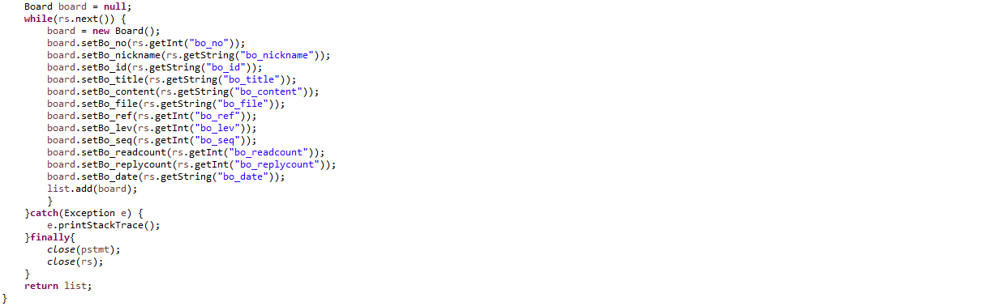 Board board = null;
while(rs.next()) {
board = new Board();
board.setBo_no(rs.getInt("bo_no"));
board.setBo_nickname(rs.getString("bo_nickname"));
board.setBo_id(rs.getString("bo_id"));
board.setBo_title(rs.getString("bo_title"));
board.setBo_content(rs.getString("bo_content"));
board.setBo_file(rs.getString("bo_file"));
board.setBo_ref(rs.getInt("bo_ref"));
board.setBo_lev(rs.getInt("bo_lev"));
board.setBo_seq(rs.getInt("bo_seq"));
board.setBo_readcount(rs.getInt("bo_readcount"));
board.setBo_replycount(rs.getInt("bo_replycount"));
board.setBo_date(rs.getString("bo_date"));
list.add(board);
}
}catch(Exception e) {
e.printStackTrace();
}finally{
close(pstmt);
close(rs);
}
return list;
}